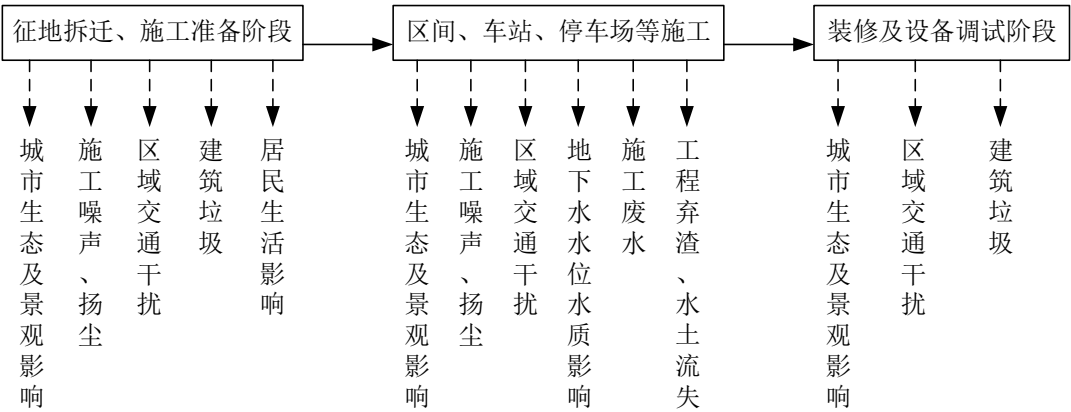 征地拆迁、施工准备阶段
区间、车站、停车场等施工
装修及设备调试阶段
城市生态及景观影响
施工噪声、扬尘
区域交通干扰
建筑垃圾
居民生活影响
城市生态及景观影响
施工噪声、扬尘
区域交通干扰
地下水水位水质影响
施工废水
工程弃渣、水土流失
城市生态及景观影响
区域交通干扰
建筑垃圾